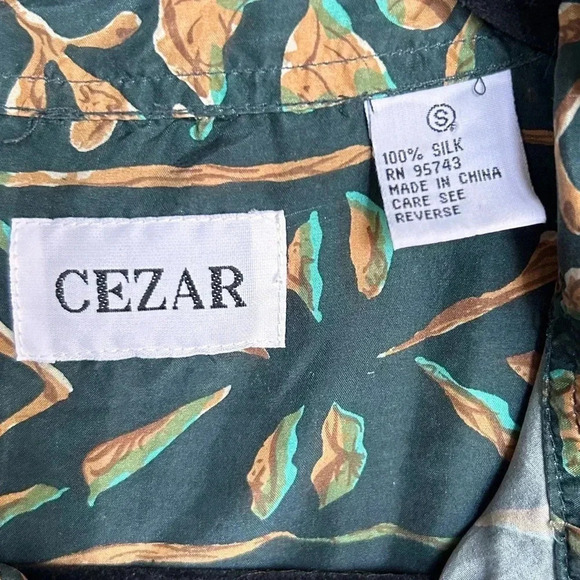 CEZAR
S
100% SILK
RN 95743
MADE IN CHINA
CARE SEE
REVERSE